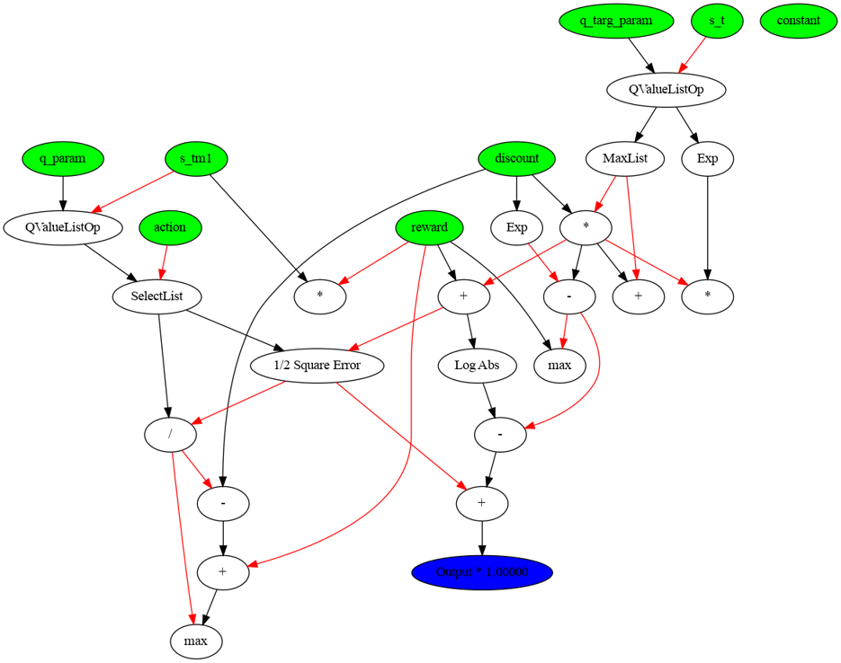 q_targ_param s_t constant
QValueListOp
q_param s_tm1 discount MaxList Exp
QValueListOp action reward Exp *
SelectList * + - + *
1/2 Square Error Log Abs max
/ -
- +
+ Output * 1.00000
max